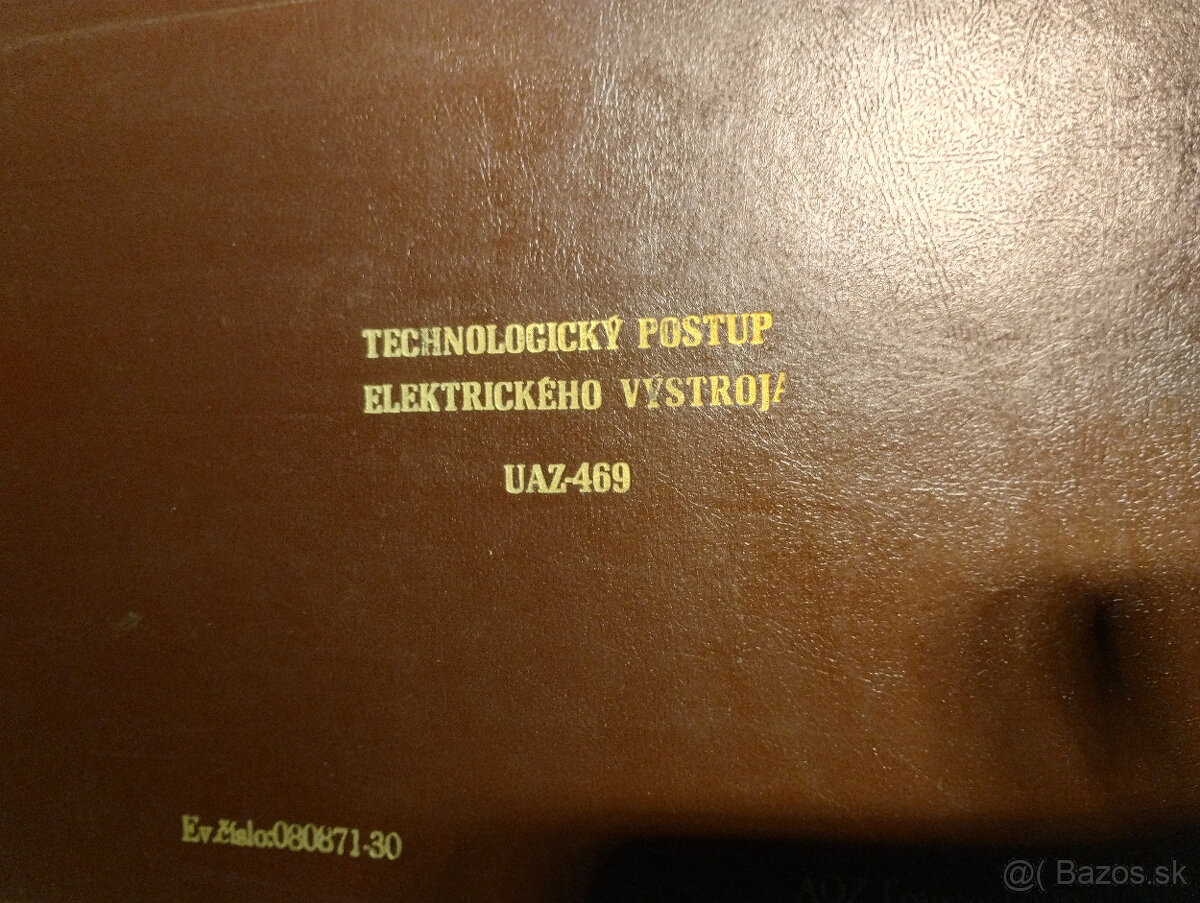 TECHNOLOGICKÝ POSTUP
ELEKTRICKÉHO VÝSTROJA
UAZ-469
Ev.číslo:080871-30
@( Bazos.sk